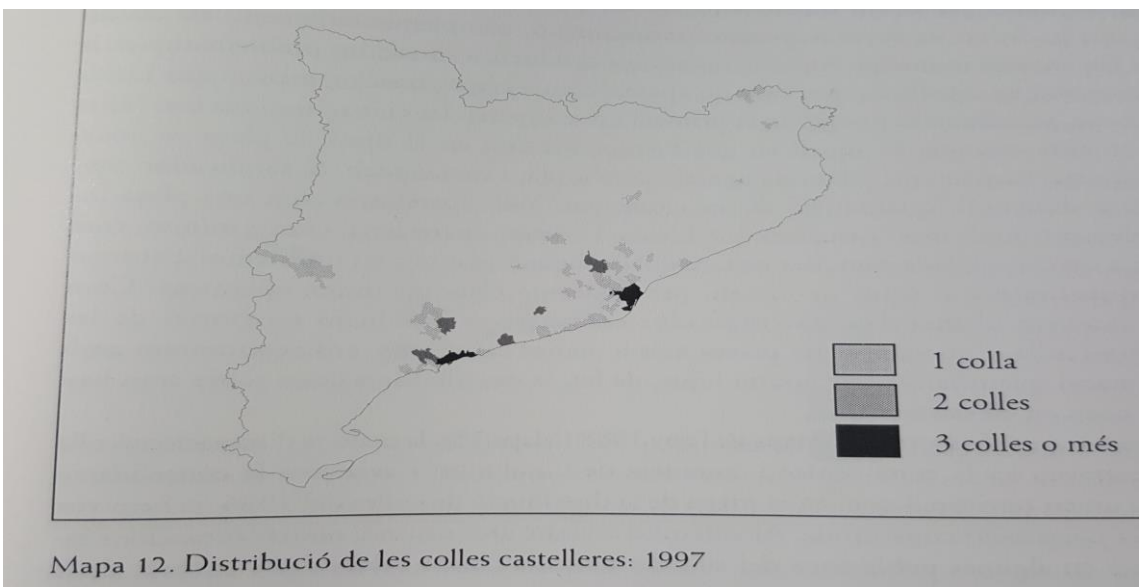 1 colla
2 colles
3 colles o més
Mapa 12. Distribució de les colles castelleres: 1997